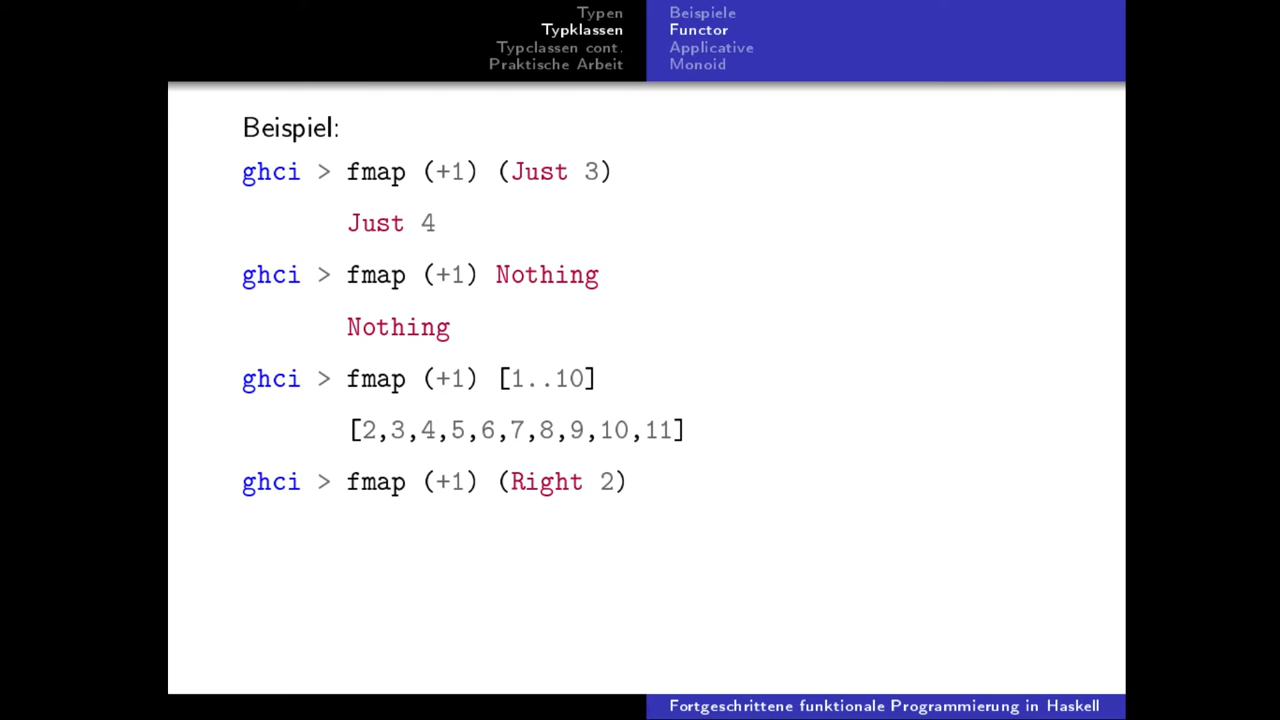 Typen
Typklassen
Typclassen cont.
Praktische Arbeit
Beispiele
Functor
Applicative
Monoid
Beispiel:
ghci > fmap (+1) (Just 3)
Just 4
ghci > fmap (+1) Nothing
Nothing
ghci > fmap (+1) [1..10]
[2,3,4,5,6,7,8,9,10,11]
ghci > fmap (+1) (Right 2)
Fortgeschrittene funktionale Programmierung in Haskell